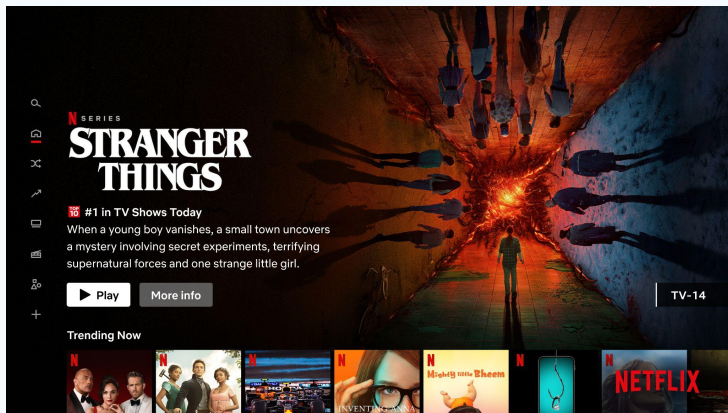 N SERIES
STRANGER
THINGS
TOP 10 #1 in TV Shows Today
When a young boy vanishes, a small town uncovers
a mystery involving secret experiments, terrifying
supernatural forces and one strange little girl.
Play More info
TV-14
Trending Now
N N N N N N N
Mighty little Bheem
NETFLIX
INVENTING ANNA